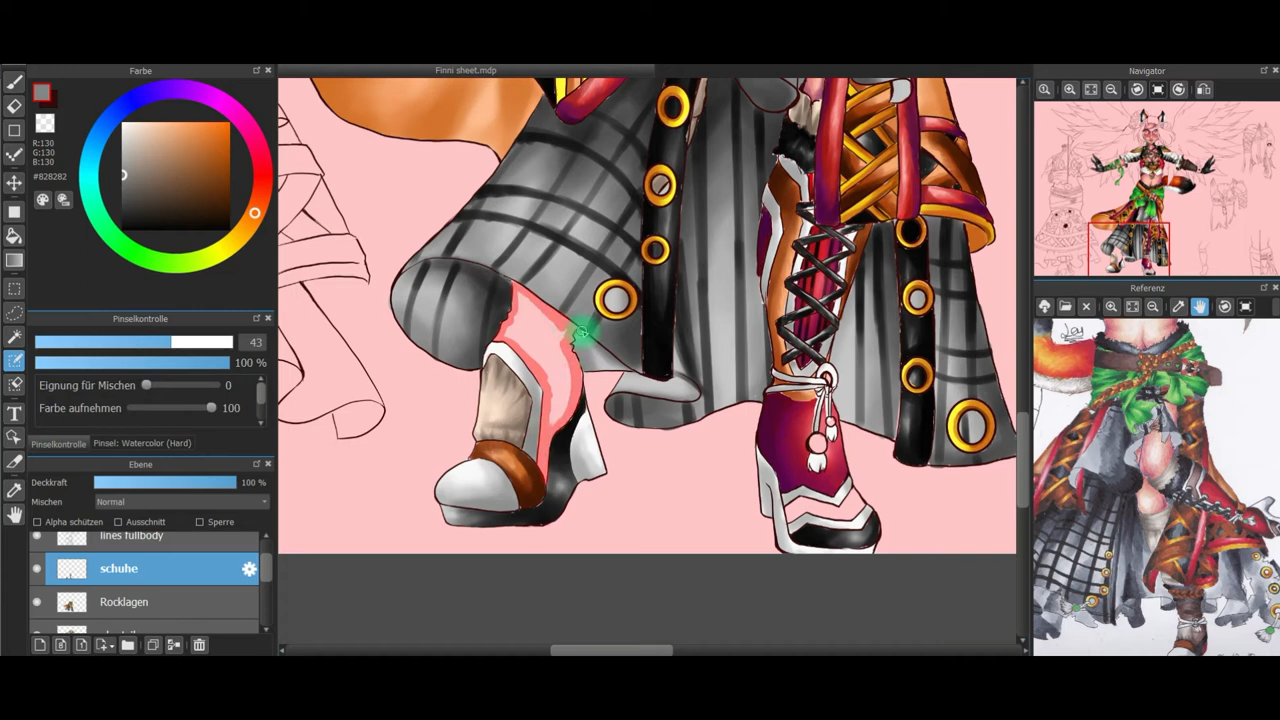 Farbe
Finni sheet.mdp
Navigator
R:130
G:130
B:130
#828282
Referenz
Pinselkontrolle
43
100 %
Eignung für Mischen
0
Farbe aufnehmen
100
Pinselkontrolle
Pinsel: Watercolor (Hard)
Ebene
Deckkraft
100 %
Mischen
Normal
Alpha schützen
Ausschnitt
Sperre
lines fullbody
schuhe
Rocklagen